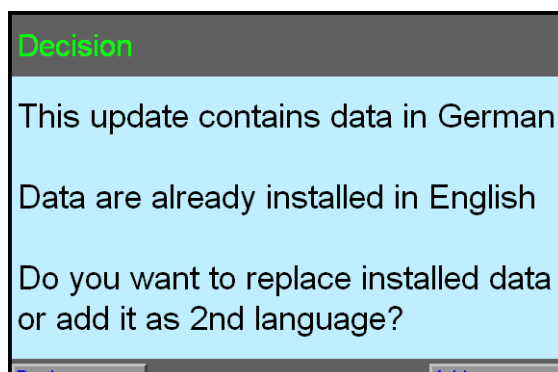 Decision
This update contains data in German
Data are already installed in English
Do you want to replace installed data
or add it as 2nd language?